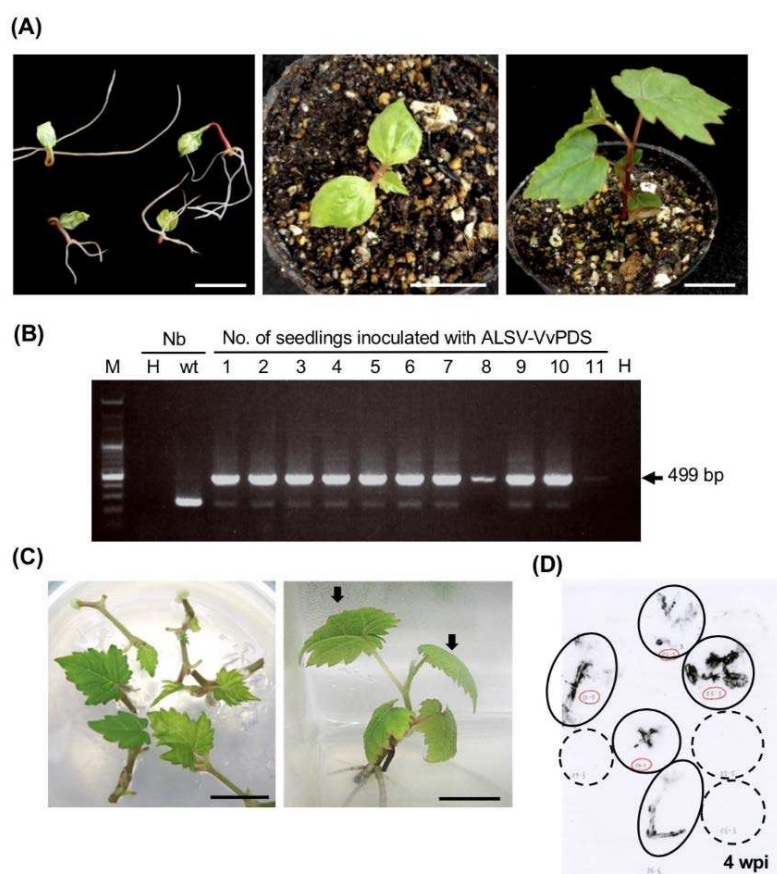 (A)
(B)
Nb
No. of seedlings inoculated with ALSV-VvPDS
M H wt 1 2 3 4 5 6 7 8 9 10 11 H
499 bp
(C)
(D)
4 wpi